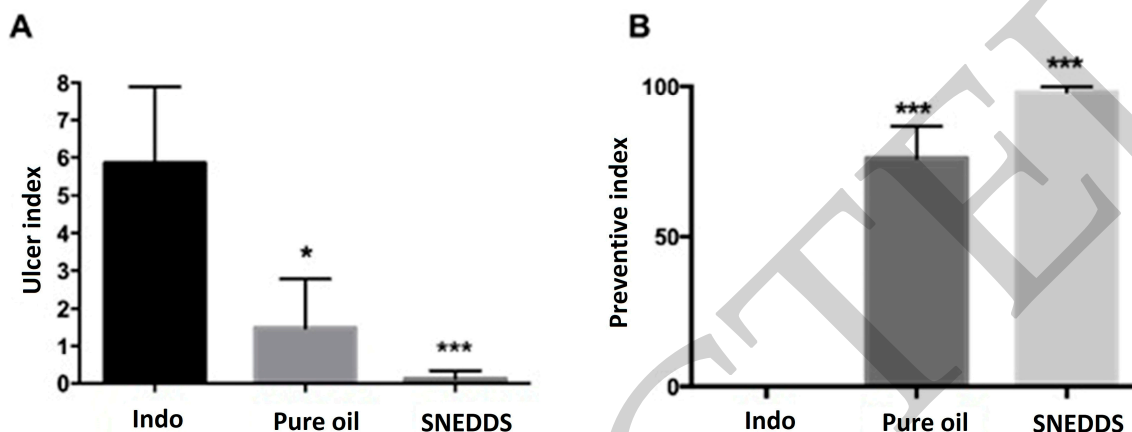 A
Ulcer index
8
7
6
5
4
3
2
1
0
*
***
Indo Pure oil SNEDDS
B
Preventive index
100
50
0
***
***
Indo Pure oil SNEDDS
CTE